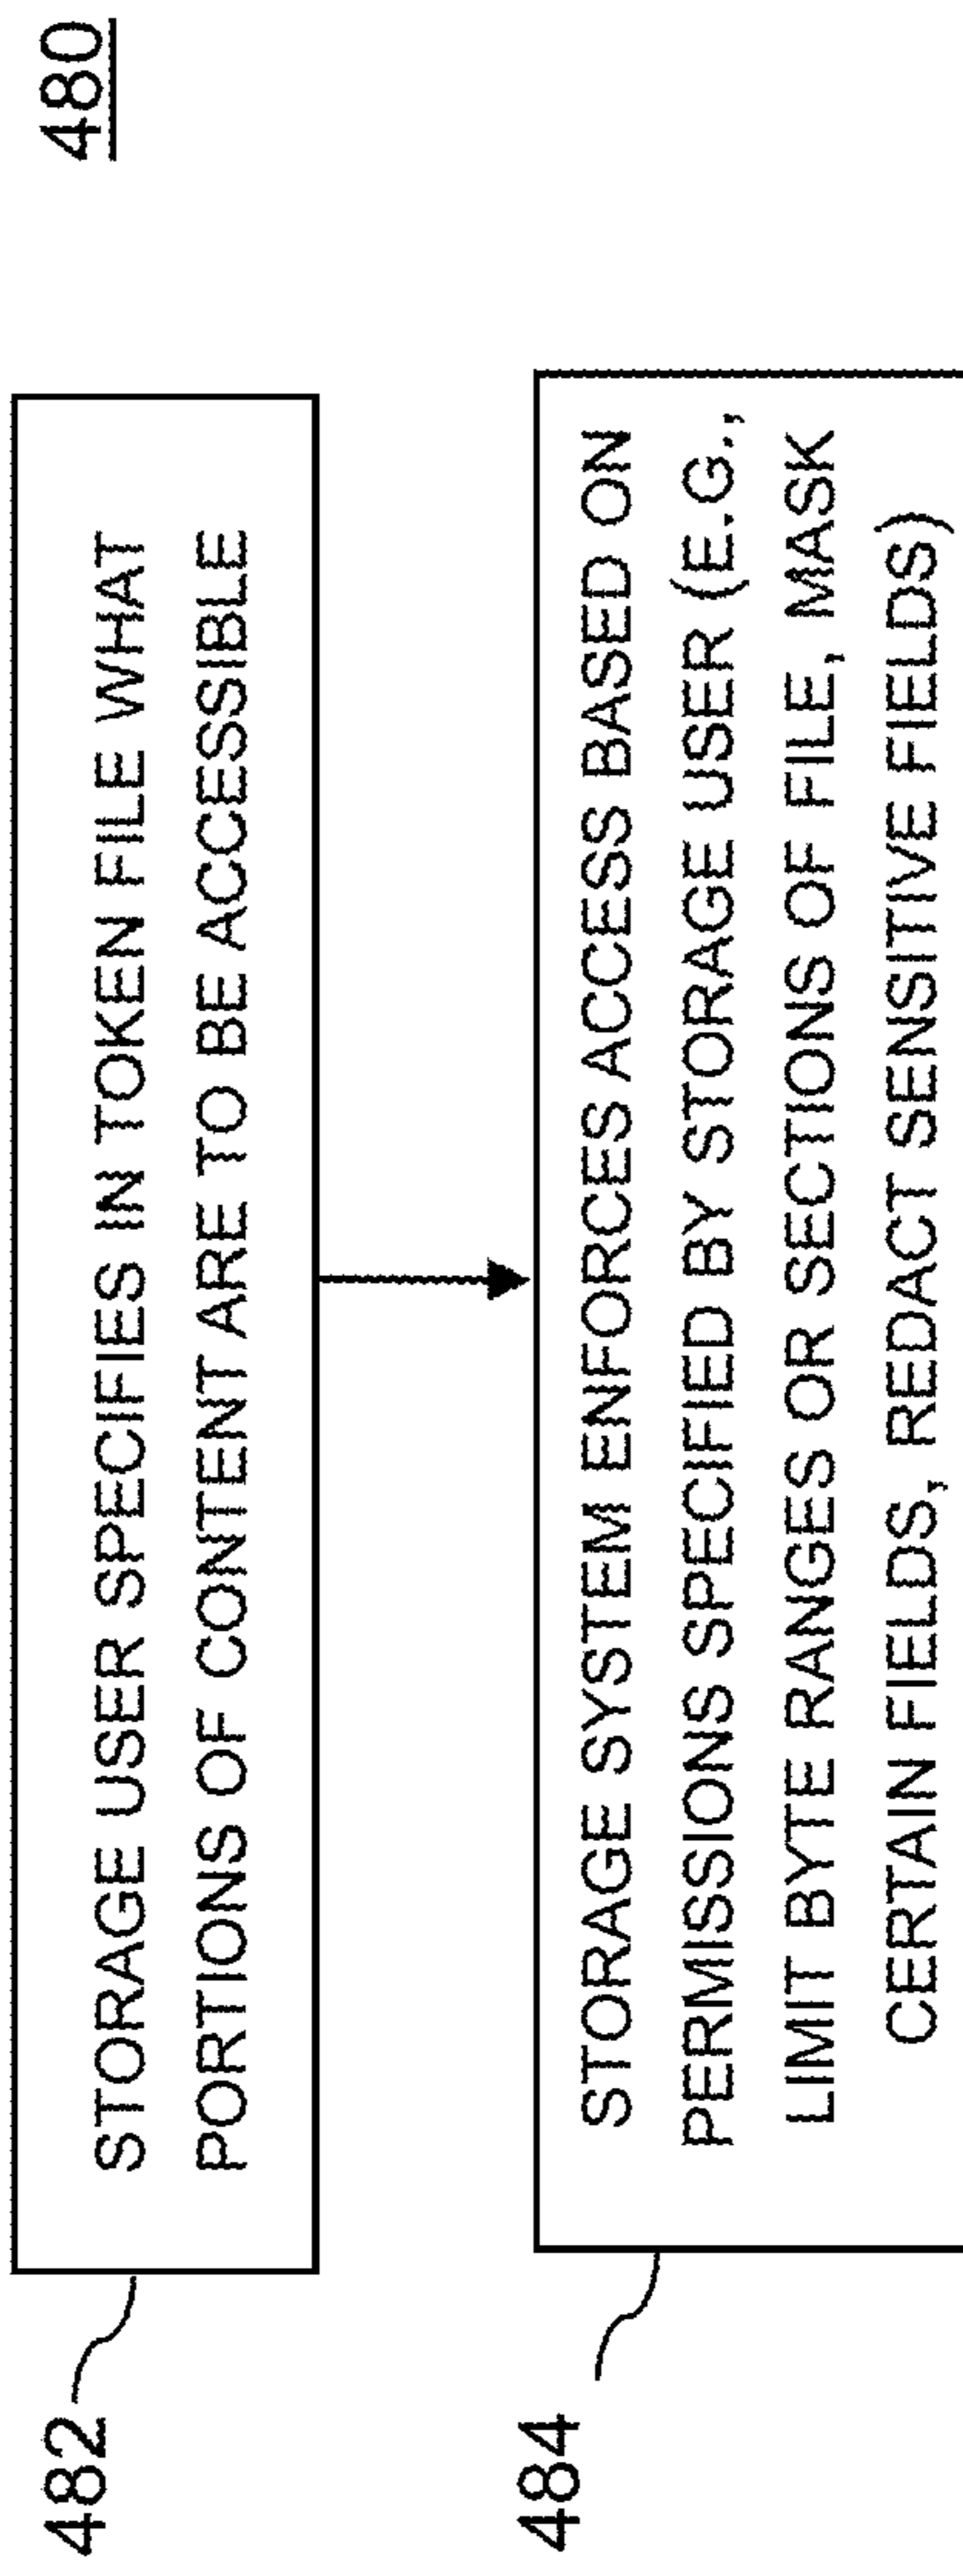 480
482
STORAGE USER SPECIFIES IN TOKEN FILE WHAT
PORTIONS OF CONTENT ARE TO BE ACCESSIBLE
484
STORAGE SYSTEM ENFORCES ACCESS BASED ON
PERMISSIONS SPECIFIED BY STORAGE USER (E.G.,
LIMIT BYTE RANGES OR SECTIONS OF FILE, MASK
CERTAIN FIELDS, REDACT SENSITIVE FIELDS)